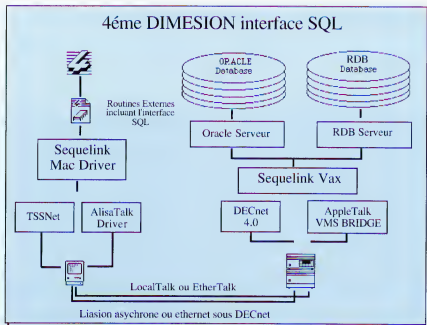 4éme DIMESION interface SQL
ORACLE
Database
RDB
Database
Routines Externes
incluant l'interface
SQL
Oracle Serveur
RDB Serveur
Sequelink
Mac Driver
Sequelink Vax
TSSNet
AlisaTalk
Driver
DECnet
4.0
AppleTalk
VMS BRIDGE
LocalTalk ou EtherTalk
Liasion asychrone ou ethernet sous DECnet